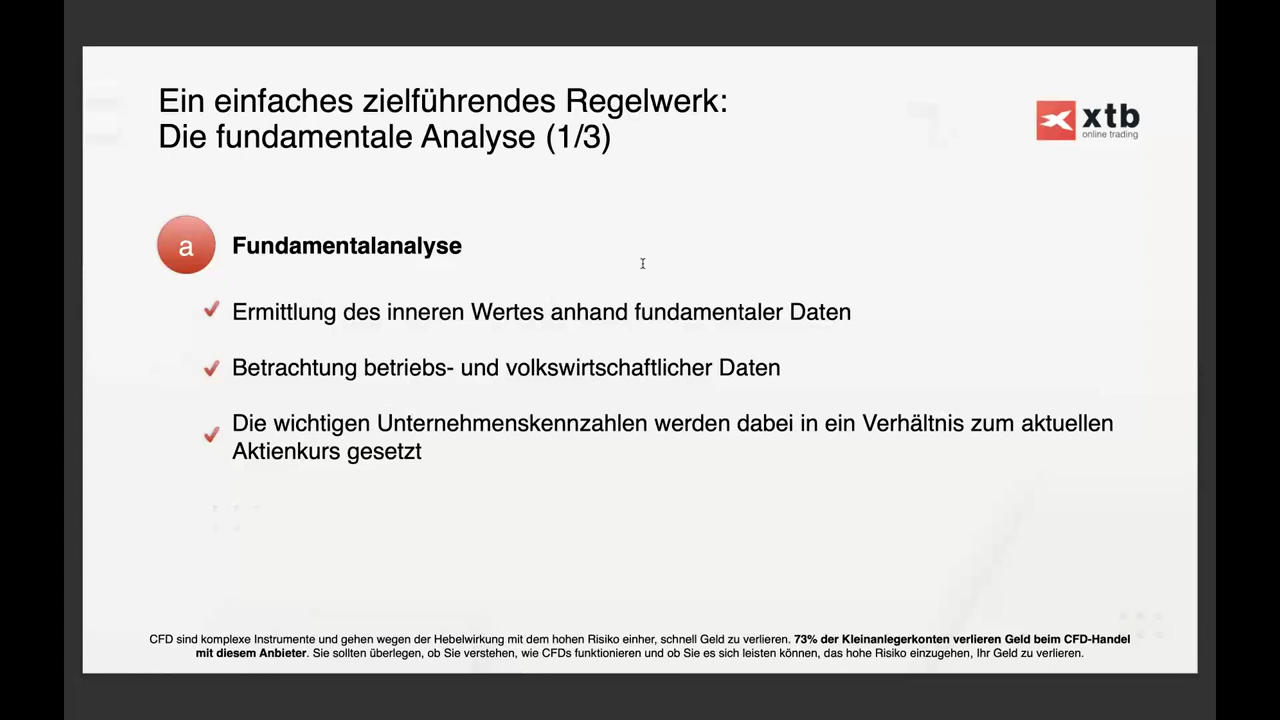 Ein einfaches zielführendes Regelwerk:
Die fundamentale Analyse (1/3)
xtb
online trading
a
Fundamentalanalyse
Ermittlung des inneren Wertes anhand fundamentaler Daten
Betrachtung betriebs- und volkswirtschaftlicher Daten
Die wichtigen Unternehmenskennzahlen werden dabei in ein Verhältnis zum aktuellen
Aktienkurs gesetzt
CFD sind komplexe Instrumente und gehen wegen der Hebelwirkung mit dem hohen Risiko einher, schnell Geld zu verlieren. 73% der Kleinanlegerkonten verlieren Geld beim CFD-Handel
mit diesem Anbieter. Sie sollten überlegen, ob Sie verstehen, wie CFDs funktionieren und ob Sie es sich leisten können, das hohe Risiko einzugehen, Ihr Geld zu verlieren.